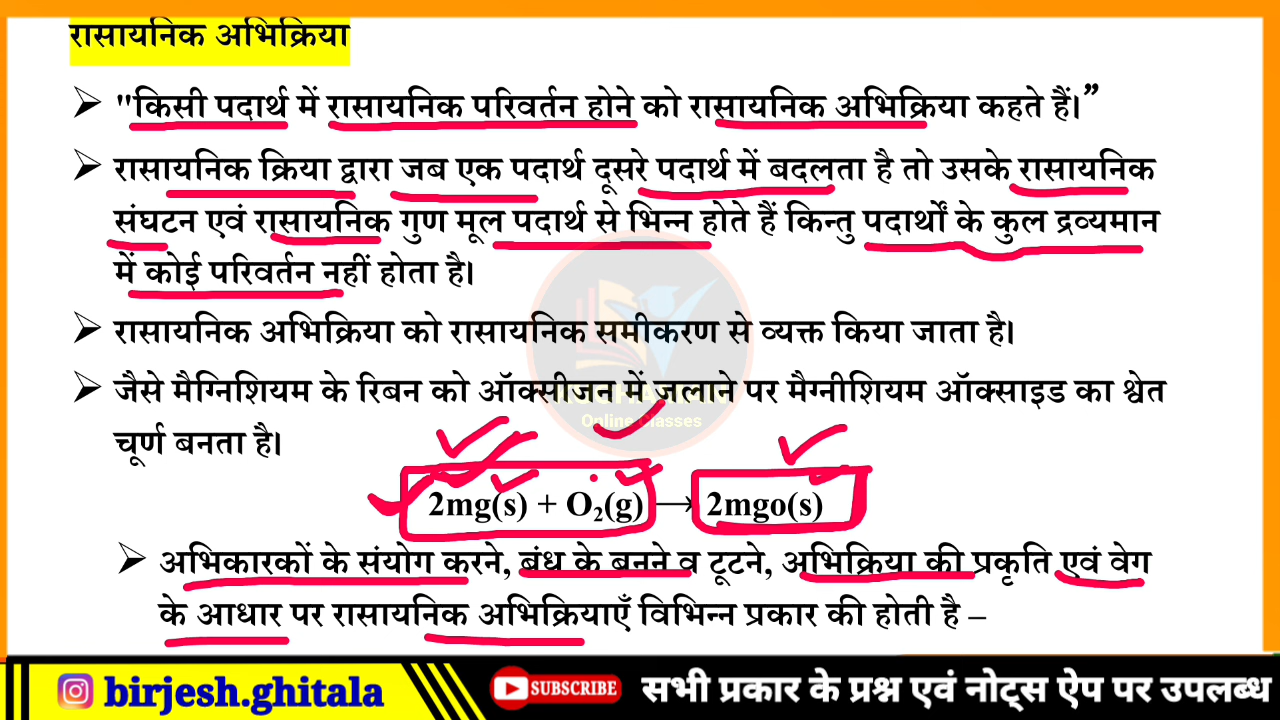 रासायनिक अभिक्रिया
➢ "किसी पदार्थ में रासायनिक परिवर्तन होने को रासायनिक अभिक्रिया कहते हैं।”
➢ रासायनिक क्रिया द्वारा जब एक पदार्थ दूसरे पदार्थ में बदलता है तो उसके रासायनिक
संघटन एवं रासायनिक गुण मूल पदार्थ से भिन्न होते हैं किन्तु पदार्थों के कुल द्रव्यमान
में कोई परिवर्तन नहीं होता है।
➢ रासायनिक अभिक्रिया को रासायनिक समीकरण से व्यक्त किया जाता है।
➢ जैसे मैग्निशियम के रिबन को ऑक्सीजन में जलाने पर मैग्नीशियम ऑक्साइड का श्वेत
Online Classes
चूर्ण बनता है।
2mg(s) + O₂(g) → 2mgo(s)
➢ अभिकारकों के संयोग करने, बंध के बनने व टूटने, अभिक्रिया की प्रकृति एवं वेग
के आधार पर रासायनिक अभिक्रियाएँ विभिन्न प्रकार की होती है –
birjesh.ghitala SUBSCRIBE सभी प्रकार के प्रश्न एवं नोट्स ऐप पर उपलब्ध